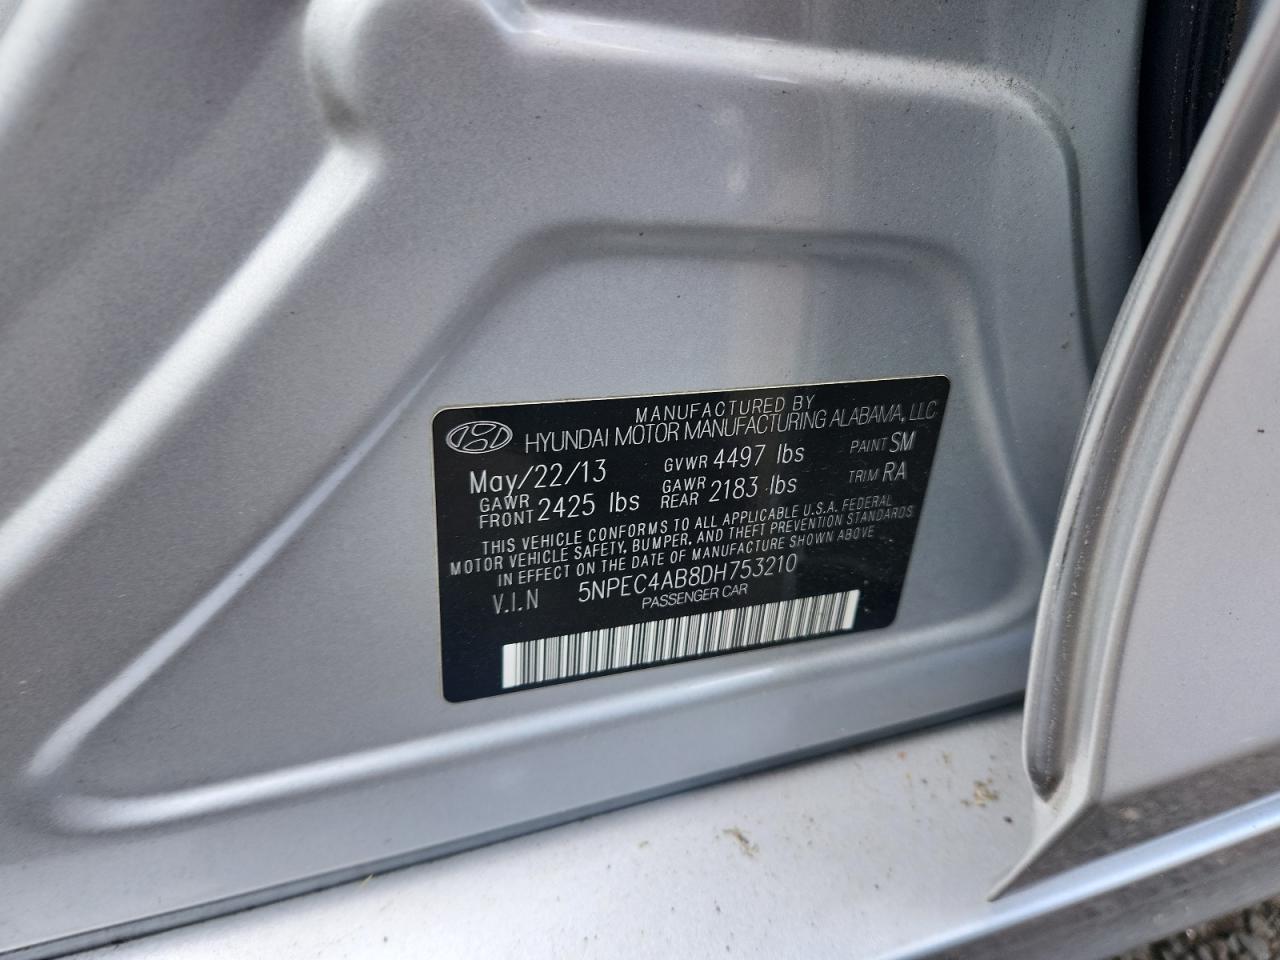 MANUFACTURED BY
HYUNDAI MOTOR MANUFACTURING ALABAMA, LLC
May/22/13 GVWR 4497 lbs PAINT SM
GAWR FRONT 2425 lbs GAWR REAR 2183 lbs TRIM RA
THIS VEHICLE CONFORMS TO ALL APPLICABLE U.S.A. FEDERAL
MOTOR VEHICLE SAFETY, BUMPER, AND THEFT PREVENTION STANDARDS
IN EFFECT ON THE DATE OF MANUFACTURE SHOWN ABOVE
V.I.N 5NPEC4AB8DH753210
PASSENGER CAR